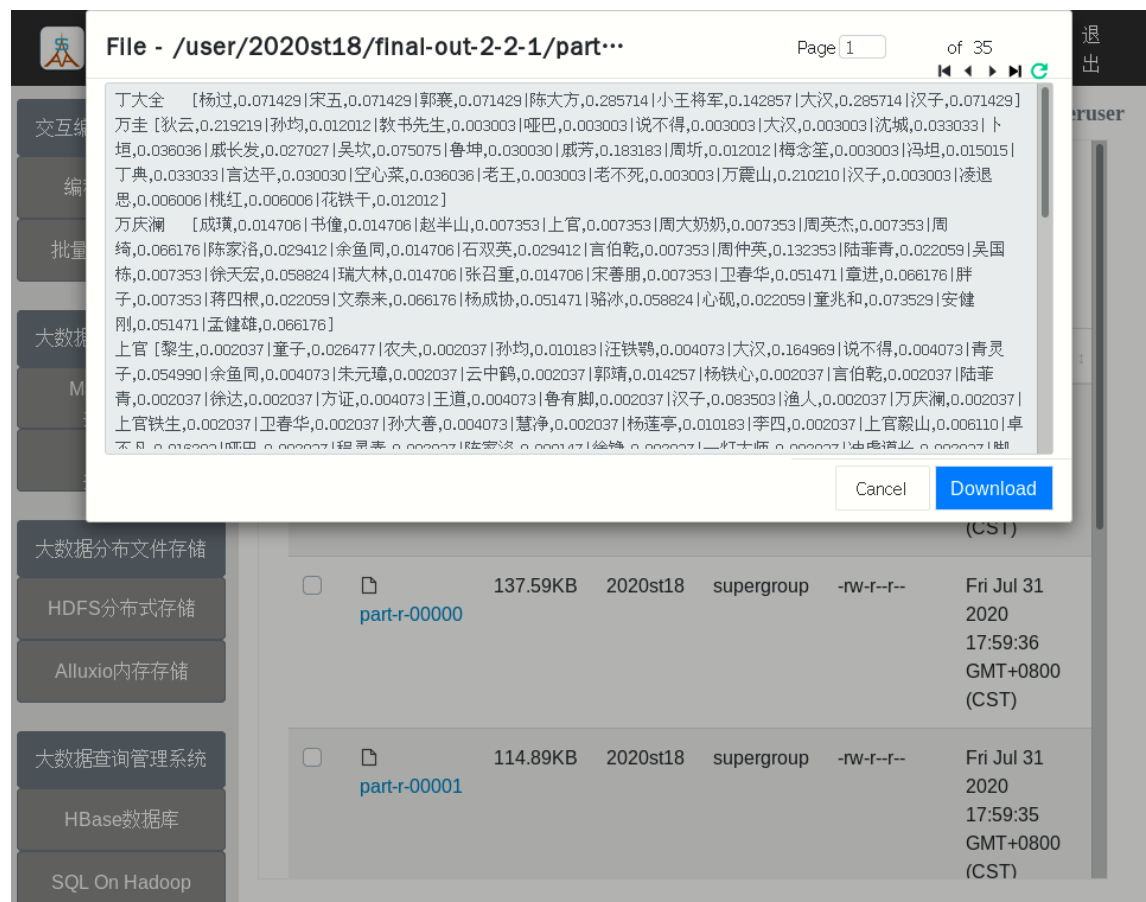 File - /user/2020st18/final-out-2-2-1/part…
Page 1 of 35
退
出
丁大全 [杨过,0.071429|宋五,0.071429|郭襄,0.071429|陈大方,0.285714|小王将军,0.142857|大汉,0.285714|汉子,0.071429]
万圭 [狄云,0.219219|孙均,0.012012|教书先生,0.003003|哑巴,0.003003|说不得,0.003003|大汉,0.003003|沈城,0.033033|卜
垣,0.036036|戚长发,0.027027|吴坎,0.075075|鲁坤,0.030030|戚芳,0.183183|周圻,0.012012|梅念笙,0.003003|冯坦,0.015015|
丁典,0.033033|言达平,0.030030|空心菜,0.036036|老王,0.003003|老不死,0.003003|万震山,0.210210|汉子,0.003003|凌退
思,0.006006|桃红,0.006006|花铁干,0.012012]
万庆澜 [成璜,0.014706|书僮,0.014706|赵半山,0.007353|上官,0.007353|周大奶奶,0.007353|周英杰,0.007353|周
绮,0.066176|陈家洛,0.029412|余鱼同,0.014706|石双英,0.029412|言伯乾,0.007353|周仲英,0.132353|陆菲青,0.022059|吴国
栋,0.007353|徐天宏,0.058824|瑞大林,0.014706|张召重,0.014706|宋善朋,0.007353|卫春华,0.051471|章进,0.066176|胖
子,0.007353|蒋四根,0.022059|文泰来,0.066176|杨成协,0.051471|骆冰,0.058824|心砚,0.022059|童兆和,0.073529|安健
刚,0.051471|孟健雄,0.066176]
上官 [黎生,0.002037|童子,0.026477|农夫,0.002037|孙均,0.010183|汪铁鹗,0.004073|大汉,0.164969|说不得,0.004073|青灵
子,0.054990|余鱼同,0.004073|朱元璋,0.002037|云中鹤,0.002037|郭靖,0.014257|杨铁心,0.002037|言伯乾,0.002037|陆菲
青,0.002037|徐达,0.002037|方证,0.004073|王道,0.004073|鲁有脚,0.002037|汉子,0.083503|渔人,0.002037|万庆澜,0.002037|
上官铁生,0.002037|卫春华,0.002037|孙大善,0.004073|慧净,0.002037|杨莲亭,0.010183|李四,0.002037|上官毅山,0.006110|卓
Cancel Download
eruser
交互编
编
批量
大数据
M
大数据分布文件存储
HDFS分布式存储
Alluxio内存存储
大数据查询管理系统
HBase数据库
SQL On Hadoop
(CST)
part-r-00000 137.59KB 2020st18 supergroup -rw-r--r-- Fri Jul 31
2020
17:59:36
GMT+0800
(CST)
part-r-00001 114.89KB 2020st18 supergroup -rw-r--r-- Fri Jul 31
2020
17:59:35
GMT+0800
(CST)